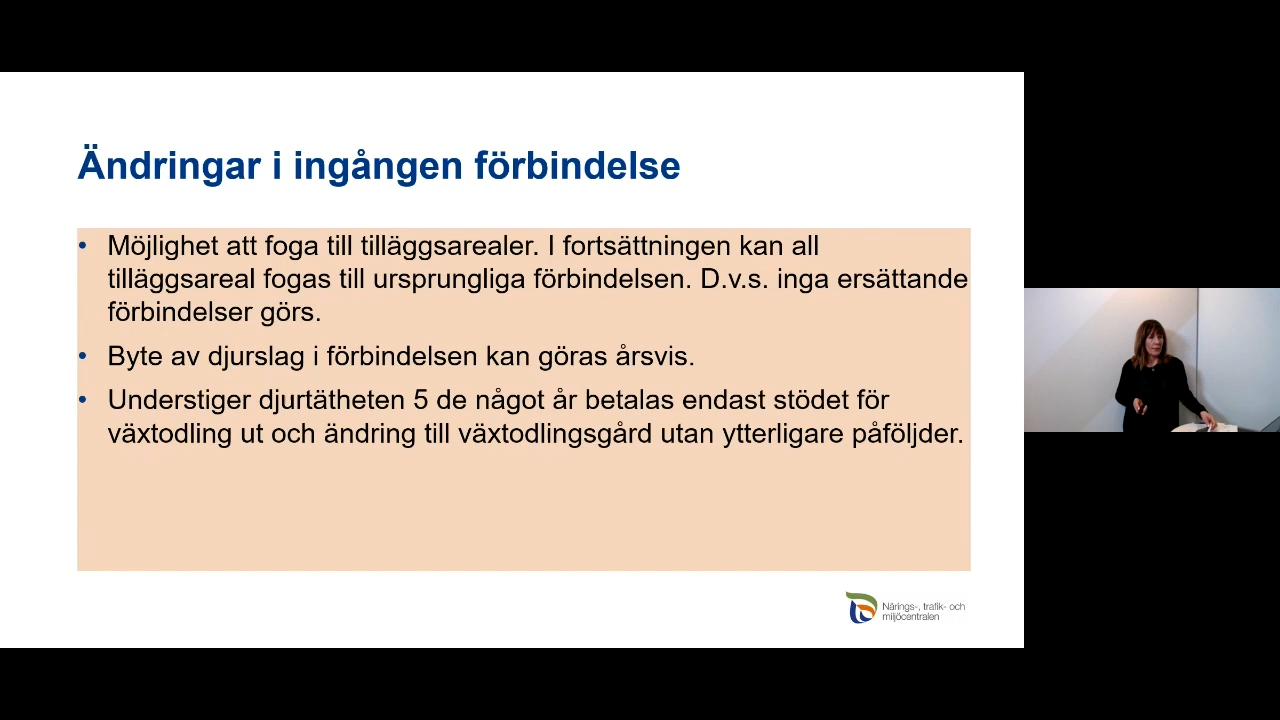 Ändringar i ingången förbindelse
• Möjlighet att foga till tilläggsarealer. I fortsättningen kan all
tilläggsareal fogas till ursprungliga förbindelsen. D.v.s. inga ersättande
förbindelser görs.
• Byte av djurslag i förbindelsen kan göras årsvis.
• Understiger djurtätheten 5 de något år betalas endast stödet för
växtodling ut och ändring till växtodlingsgård utan ytterligare påföljder.
Närings-, trafik- och
miljöcentralen